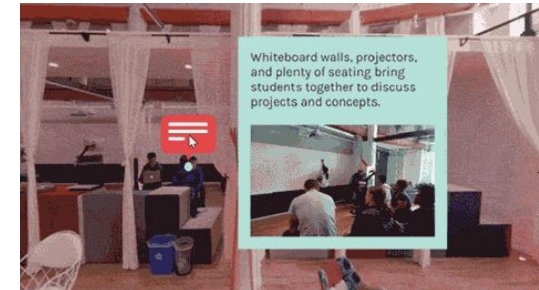 Whiteboard walls, projectors,
and plenty of seating bring
students together to discuss
projects and concepts.